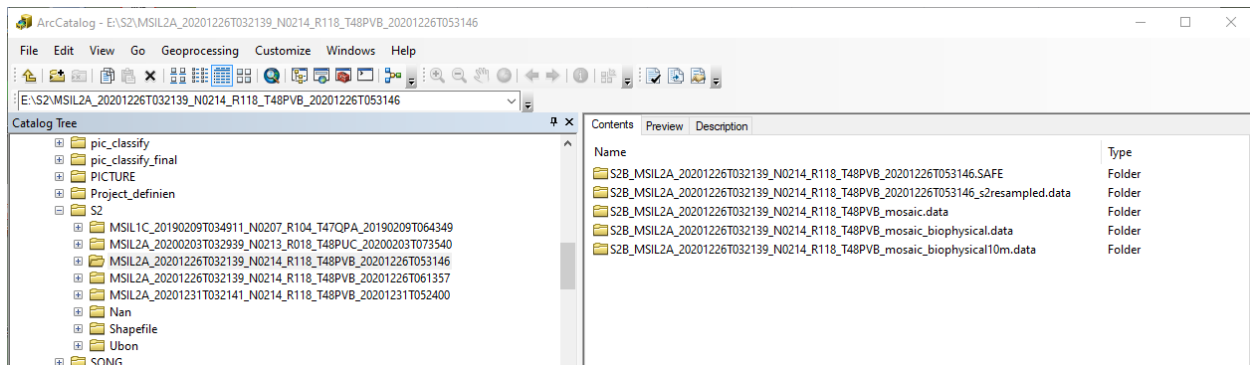 ArcCatalog - E:\S2\MSIL2A_20201226T032139_N0214_R118_T48PVB_20201226T053146
File Edit View Go Geoprocessing Customize Windows Help
E:\S2\MSIL2A_20201226T032139_N0214_R118_T48PVB_20201226T053146
Catalog Tree
pic_classify
pic_classify_final
PICTURE
Project_definien
S2
MSIL1C_20190209T034911_N0207_R104_T47QPA_20190209T064349
MSIL2A_20200203T032939_N0213_R018_T48PUC_20200203T073540
MSIL2A_20201226T032139_N0214_R118_T48PVB_20201226T053146
MSIL2A_20201226T032139_N0214_R118_T48PVB_20201226T061357
MSIL2A_20201231T032141_N0214_R118_T48PVB_20201231T052400
Nan
Shapefile
Ubon
SONG
Contents Preview Description
Name Type
S2B_MSIL2A_20201226T032139_N0214_R118_T48PVB_20201226T053146.SAFE Folder
S2B_MSIL2A_20201226T032139_N0214_R118_T48PVB_20201226T053146_s2resampled.data Folder
S2B_MSIL2A_20201226T032139_N0214_R118_T48PVB_mosaic.data Folder
S2B_MSIL2A_20201226T032139_N0214_R118_T48PVB_mosaic_biophysical.data Folder
S2B_MSIL2A_20201226T032139_N0214_R118_T48PVB_mosaic_biophysical10m.data Folder